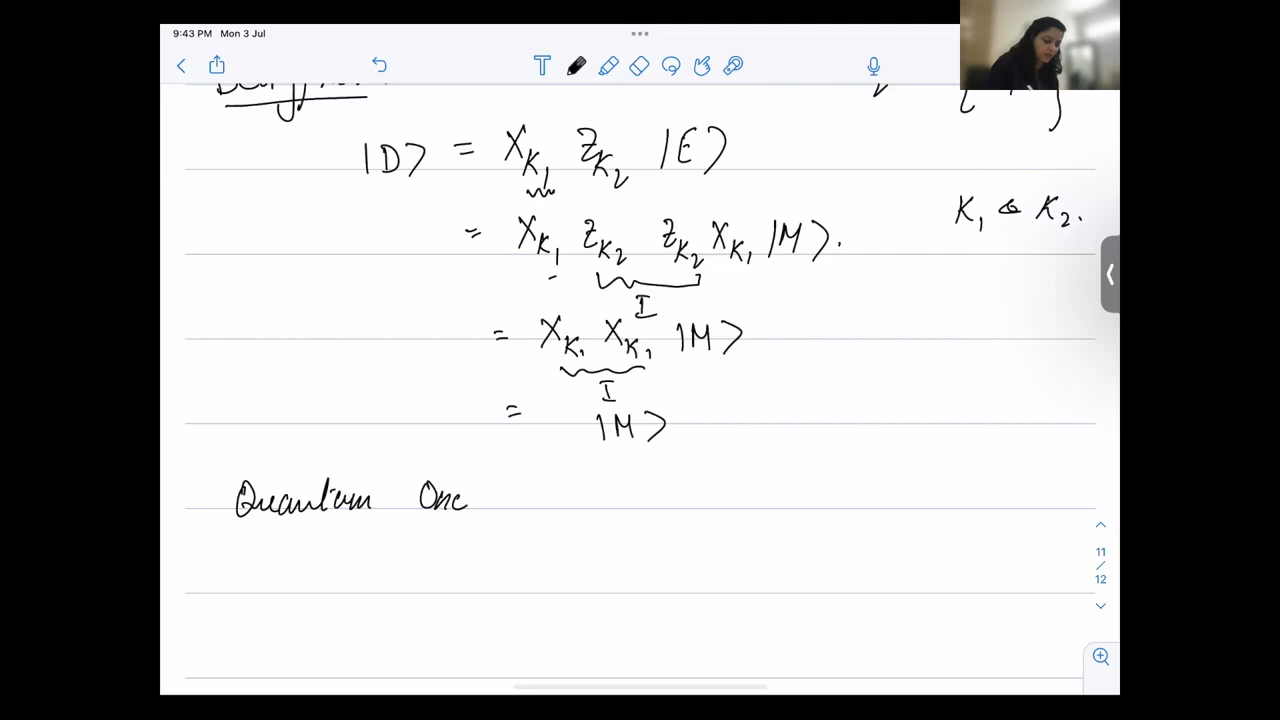 9:43 PM Mon 3 Jul
|D⟩ = X_{K_1} Z_{K_2} |E⟩
K_1 & K_2.
= X_{K_1} Z_{K_2} Z_{K_2} X_{K_1} |M⟩.
I
= X_{K_1} X_{K_1} |M⟩
I
= |M⟩
Quantum One
11
/
12